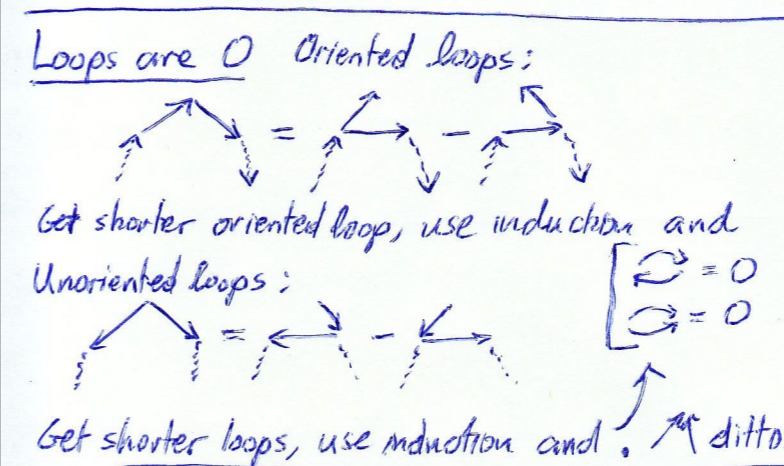 Loops are 0 Oriented loops:
= −
Get shorter oriented loop, use induction and
Unoriented loops:
= 0
= 0
= −
Get shorter loops, use induction and . ditto